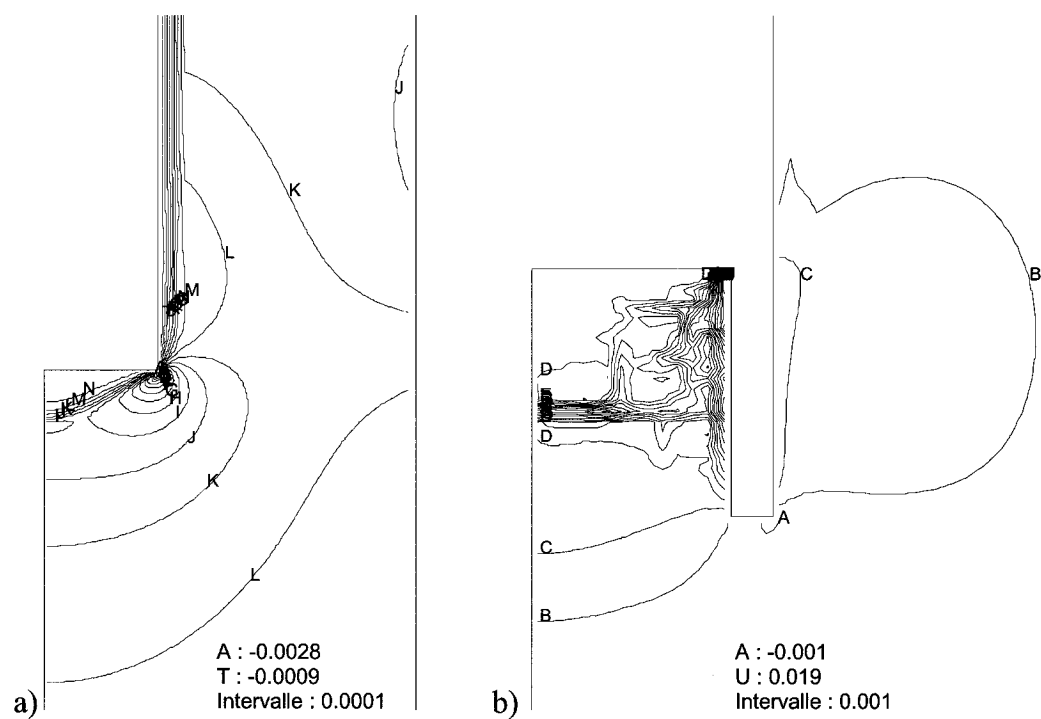 J
K
L
M
N
M
K
H
I
J
K
L
A : -0.0028
T : -0.0009
Intervalle : 0.0001
a)
D
C
B
D
D
A
C
B
A : -0.001
U : 0.019
Intervalle : 0.001
b)